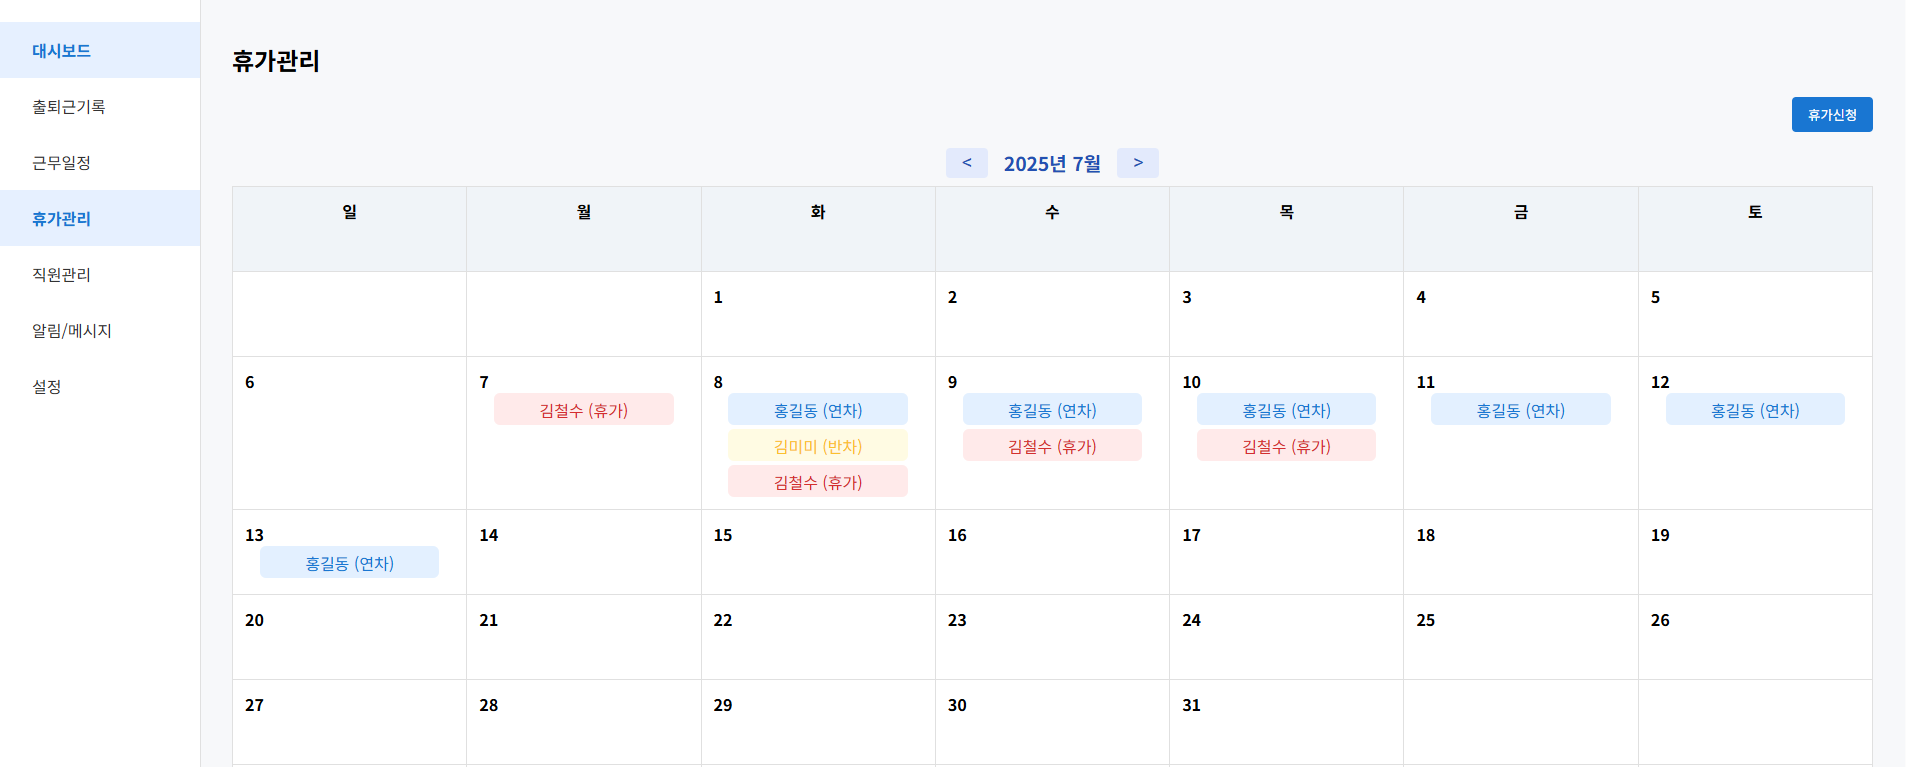 대시보드
출퇴근기록
근무일정
휴가관리
직원관리
알림/메시지
설정
휴가관리
휴가신청
< 2025년 7월 >
일 월 화 수 목 금 토
1 2 3 4 5
6 7 8 9 10 11 12
김철수 (휴가) 홍길동 (연차) 홍길동 (연차) 홍길동 (연차) 홍길동 (연차) 홍길동 (연차)
김미미 (반차) 김철수 (휴가) 김철수 (휴가)
김철수 (휴가)
13 14 15 16 17 18 19
홍길동 (연차)
20 21 22 23 24 25 26
27 28 29 30 31